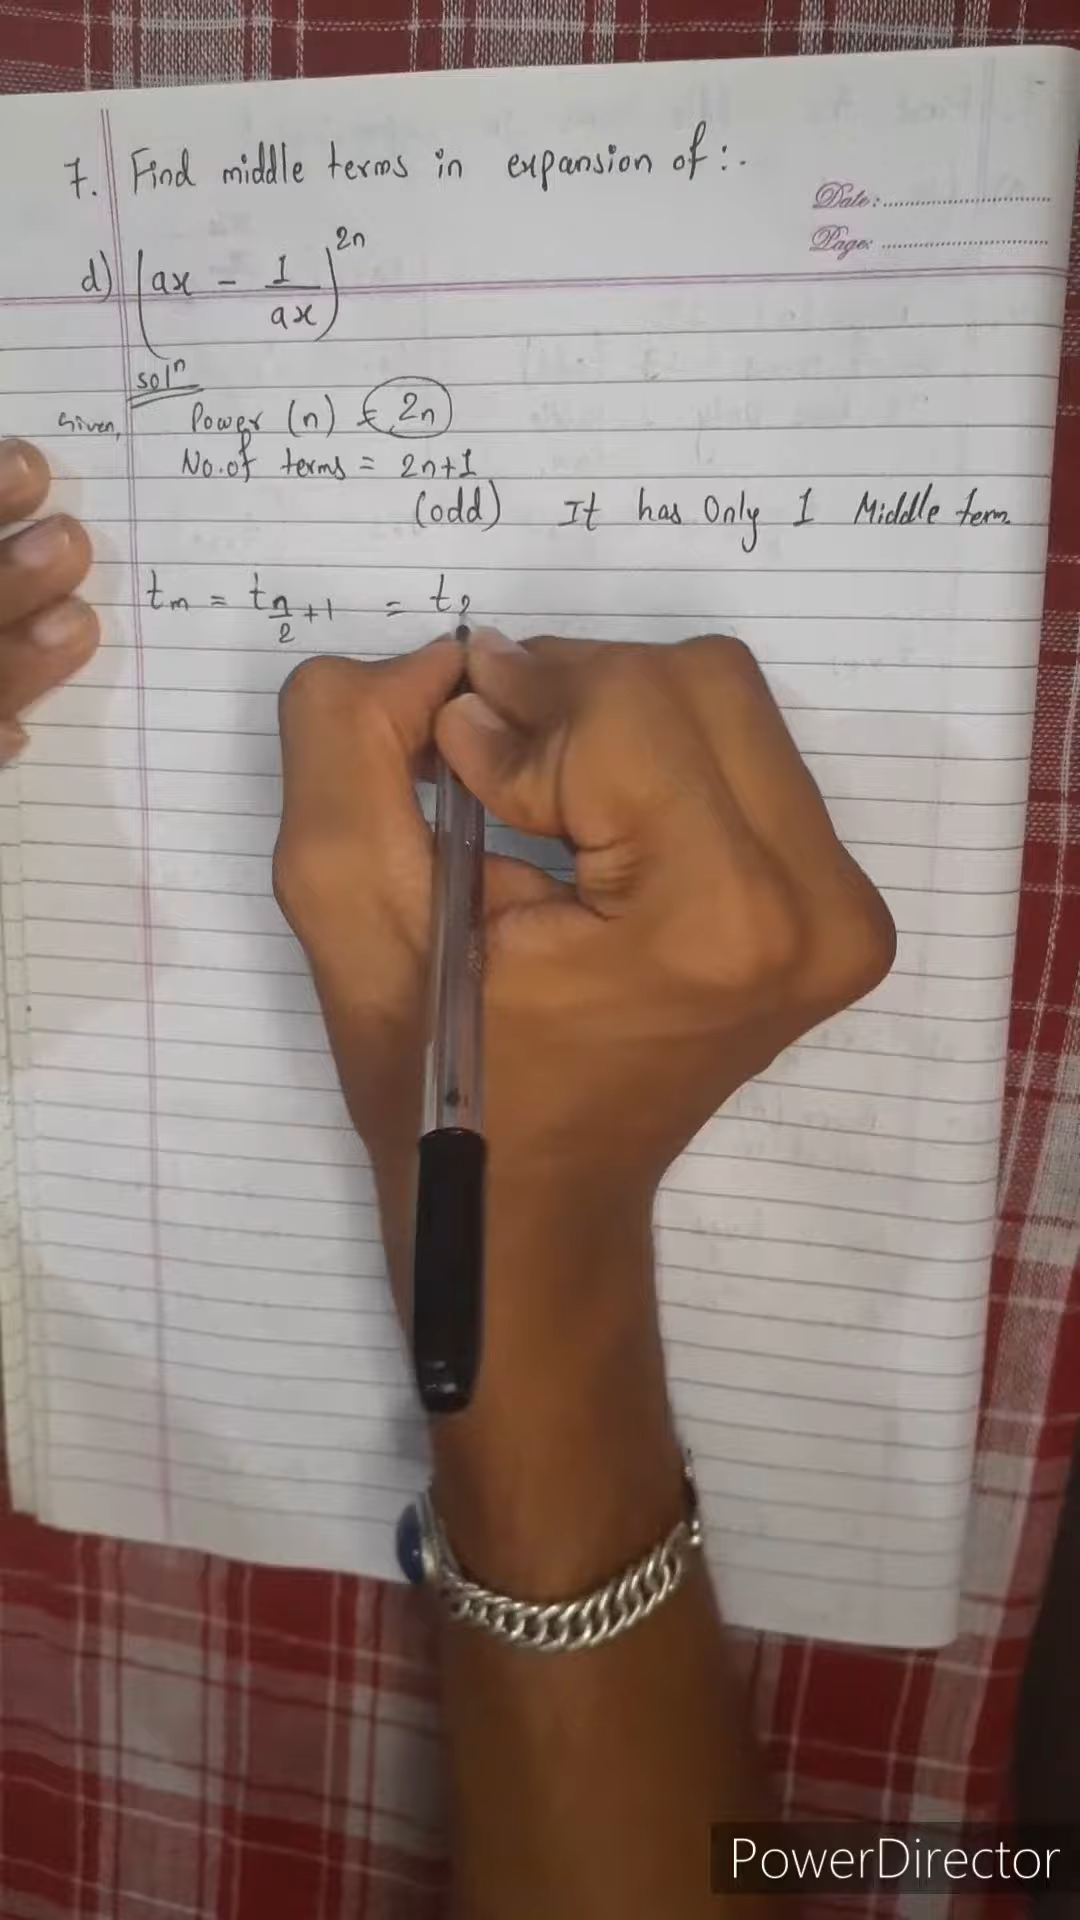 7. Find middle terms in expansion of :-
Date:
Page:
d) (ax - 1/ax)^2n
solⁿ
Given, Power (n) = 2n
No. of terms = 2n+1
(odd) It has Only 1 Middle term.
tm = t n/2 +1 = t2
PowerDirector